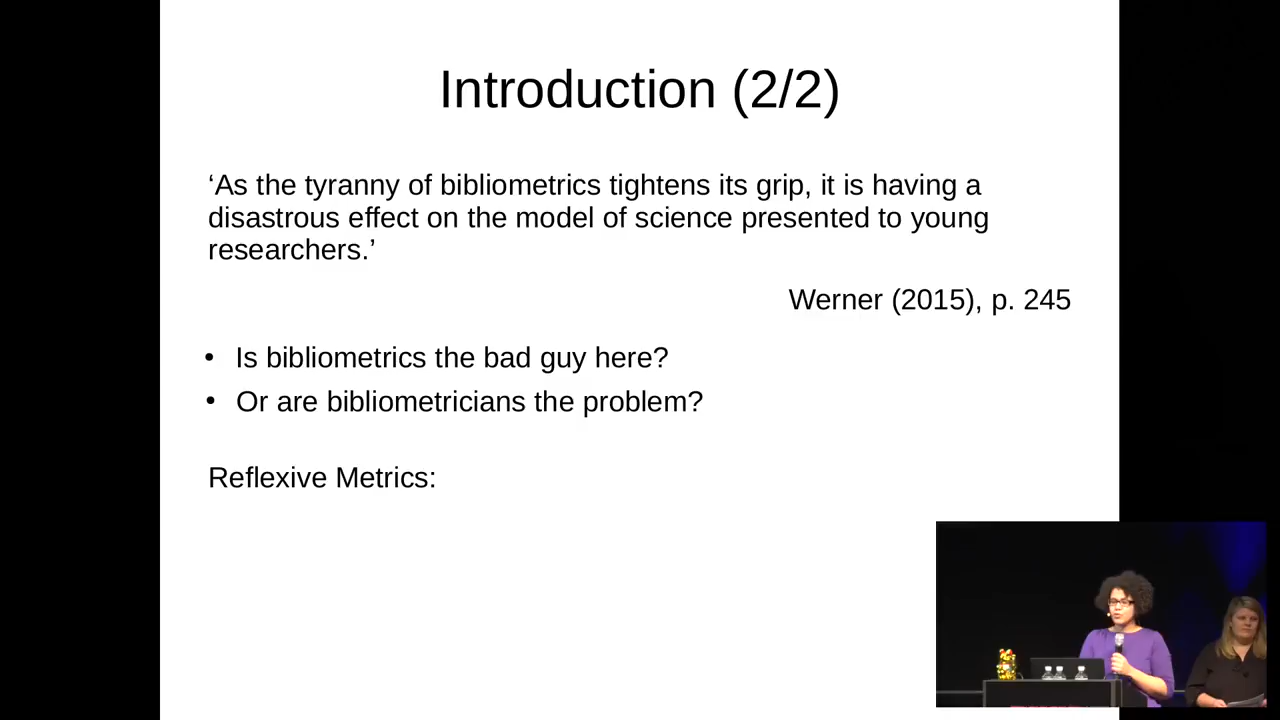 Introduction (2/2)
‘As the tyranny of bibliometrics tightens its grip, it is having a
disastrous effect on the model of science presented to young
researchers.’
Werner (2015), p. 245
• Is bibliometrics the bad guy here?
• Or are bibliometricians the problem?
Reflexive Metrics: